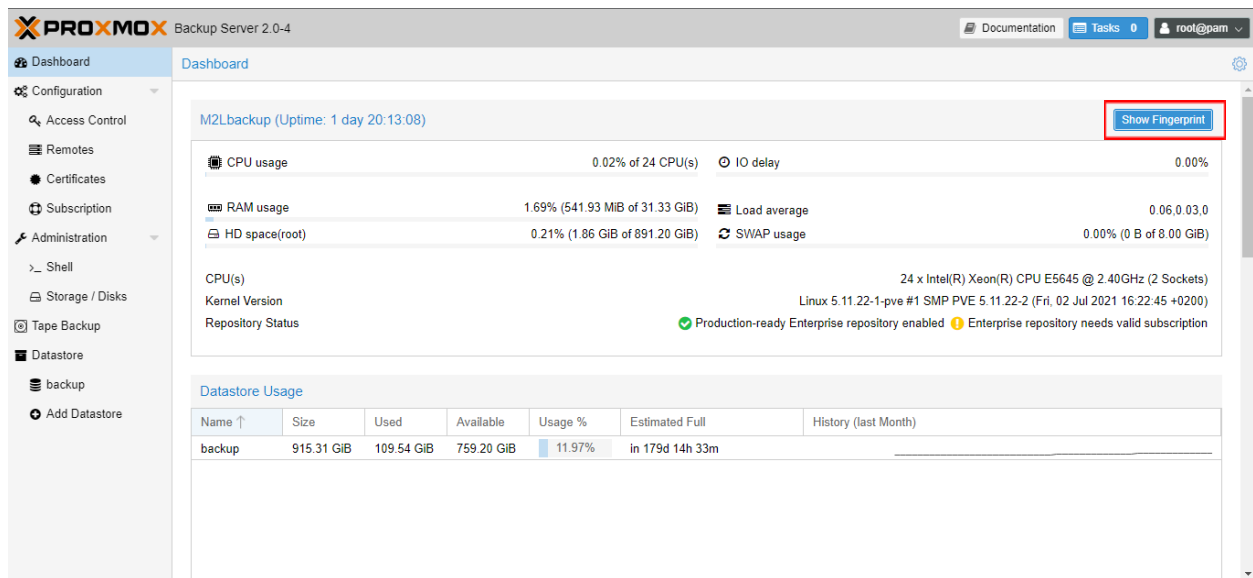 PROXMOX Backup Server 2.0-4
Documentation
Tasks 0
root@pam
Dashboard
Configuration
Access Control
Remotes
Certificates
Subscription
Administration
>_ Shell
Storage / Disks
Tape Backup
Datastore
backup
Add Datastore
Dashboard
M2Lbackup (Uptime: 1 day 20:13:08)
Show Fingerprint
CPU usage 0.02% of 24 CPU(s)
IO delay 0.00%
RAM usage 1.69% (541.93 MiB of 31.33 GiB)
Load average 0.06,0.03,0
HD space(root) 0.21% (1.86 GiB of 891.20 GiB)
SWAP usage 0.00% (0 B of 8.00 GiB)
CPU(s) 24 x Intel(R) Xeon(R) CPU E5645 @ 2.40GHz (2 Sockets)
Kernel Version Linux 5.11.22-1-pve #1 SMP PVE 5.11.22-2 (Fri, 02 Jul 2021 16:22:45 +0200)
Repository Status Production-ready Enterprise repository enabled Enterprise repository needs valid subscription
Datastore Usage
Name Size Used Available Usage % Estimated Full History (last Month)
backup 915.31 GiB 109.54 GiB 759.20 GiB 11.97% in 179d 14h 33m